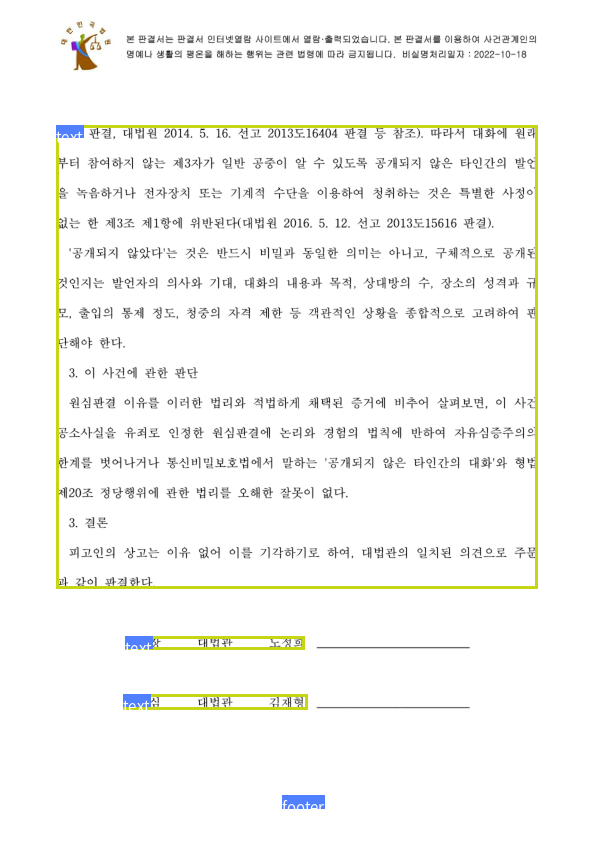 대한민국법원
본 판결서는 판결서 인터넷열람 사이트에서 열람·출력되었습니다. 본 판결서를 이용하여 사건관계인의
명예나 생활의 평온을 해하는 행위는 관련 법령에 따라 금지됩니다. 비실명처리일자 : 2022-10-18
text
판결, 대법원 2014. 5. 16. 선고 2013도16404 판결 등 참조). 따라서 대화에 원래
부터 참여하지 않는 제3자가 일반 공중이 알 수 있도록 공개되지 않은 타인간의 발언
을 녹음하거나 전자장치 또는 기계적 수단을 이용하여 청취하는 것은 특별한 사정이
없는 한 제3조 제1항에 위반된다(대법원 2016. 5. 12. 선고 2013도15616 판결).
'공개되지 않았다'는 것은 반드시 비밀과 동일한 의미는 아니고, 구체적으로 공개된
것인지는 발언자의 의사와 기대, 대화의 내용과 목적, 상대방의 수, 장소의 성격과 규
모, 출입의 통제 정도, 청중의 자격 제한 등 객관적인 상황을 종합적으로 고려하여 판
단해야 한다.
3. 이 사건에 관한 판단
원심판결 이유를 이러한 법리와 적법하게 채택된 증거에 비추어 살펴보면, 이 사건
공소사실을 유죄로 인정한 원심판결에 논리와 경험의 법칙에 반하여 자유심증주의의
한계를 벗어나거나 통신비밀보호법에서 말하는 '공개되지 않은 타인간의 대화'와 형법
제20조 정당행위에 관한 법리를 오해한 잘못이 없다.
3. 결론
피고인의 상고는 이유 없어 이를 기각하기로 하여, 대법관의 일치된 의견으로 주문
과 같이 판결한다.
text 장 대법관 노정희
text 심 대법관 김재형
footer